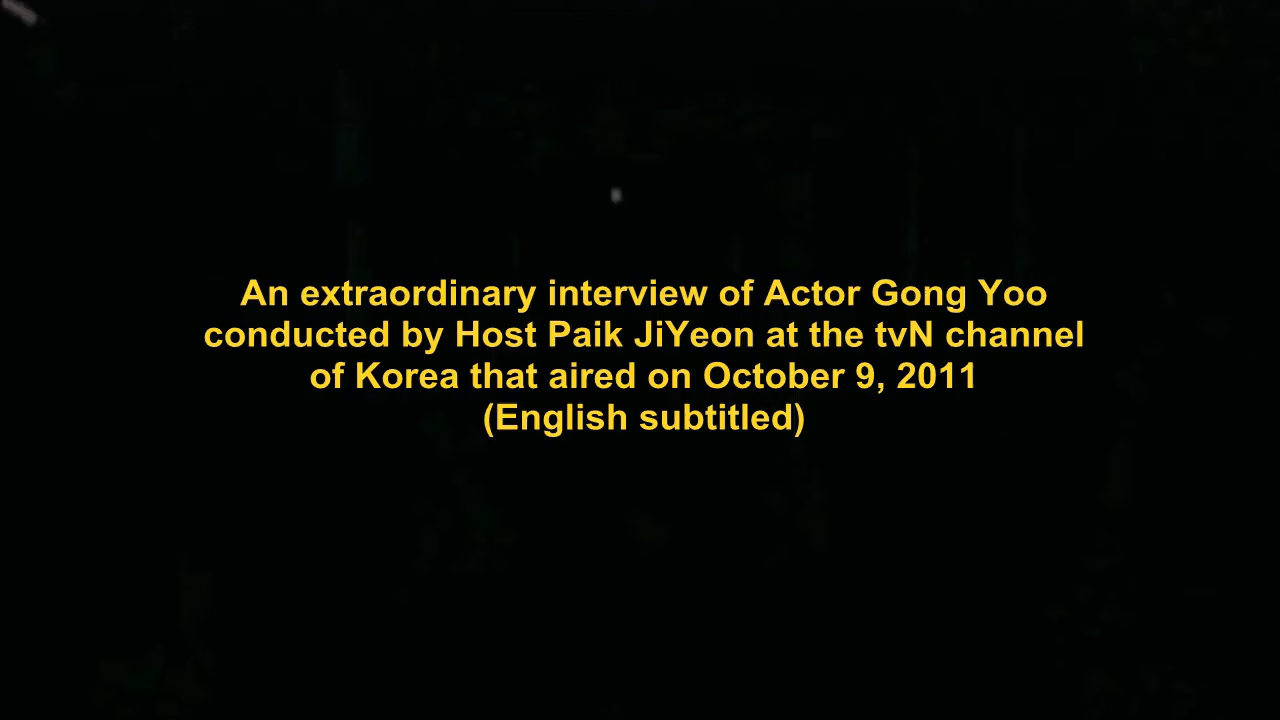 An extraordinary interview of Actor Gong Yoo
conducted by Host Paik JiYeon at the tvN channel
of Korea that aired on October 9, 2011
(English subtitled)